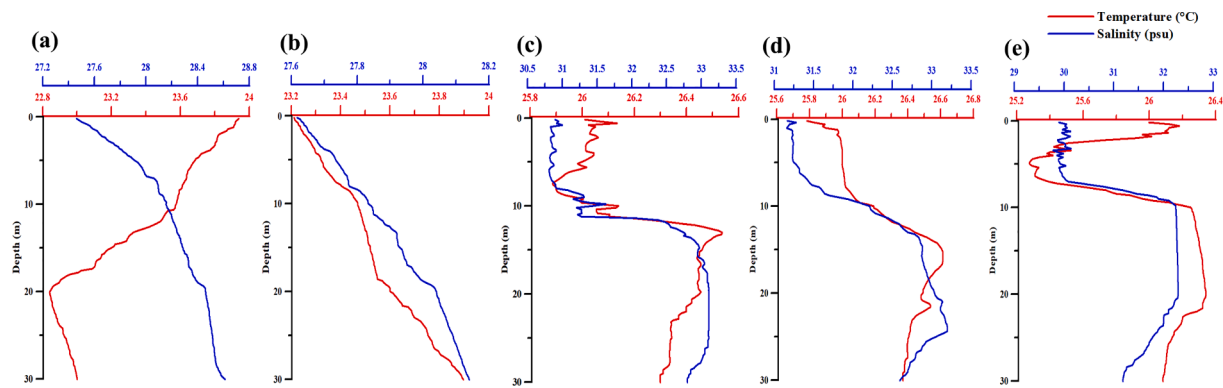 Temperature (°C)
Salinity (psu)
(a)
27.2 27.6 28 28.4 28.8
22.8 23.2 23.6 24
0
10
20
30
Depth (m)
(b)
27.6 27.8 28 28.2
23.2 23.4 23.6 23.8 24
0
10
20
30
Depth (m)
(c)
30.5 31 31.5 32 32.5 33 33.5
25.8 26 26.2 26.4 26.6
0
10
20
30
Depth (m)
(d)
31 31.5 32 32.5 33 33.5
25.6 25.8 26 26.2 26.4 26.6 26.8
0
10
20
30
Depth (m)
(e)
29 30 31 32 33
25.2 25.6 26 26.4
0
10
20
30
Depth (m)